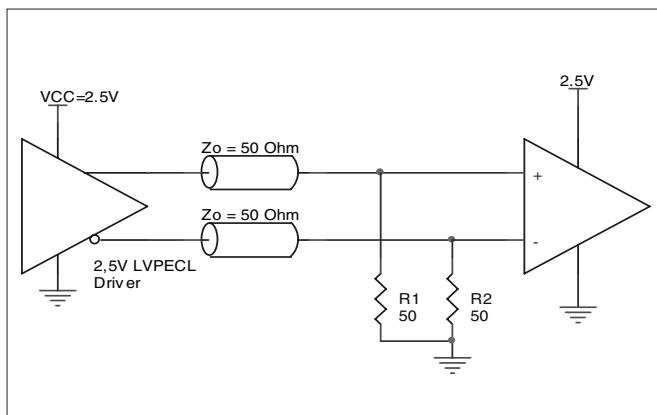 2.5V
VCC=2.5V
Zo = 50 Ohm
+
Zo = 50 Ohm
-
2,5V LVPECL
Driver
R1
50
R2
50